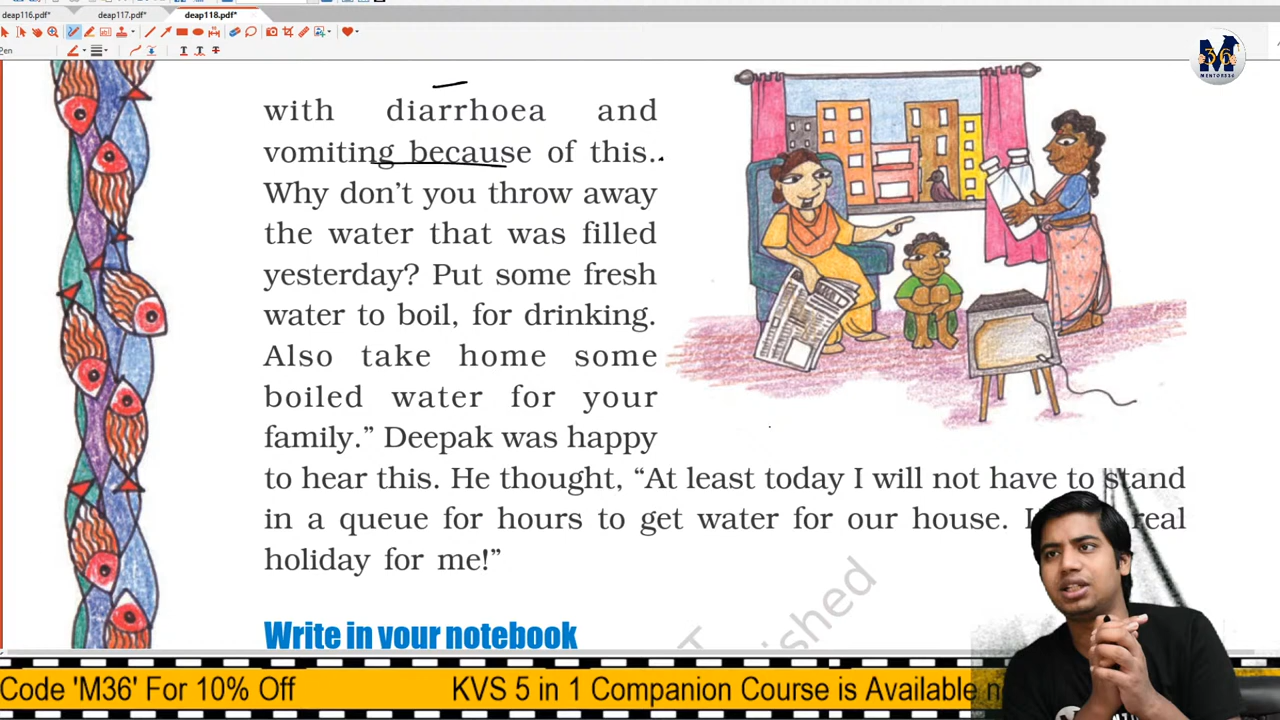 deap116.pdf*
deap117.pdf*
deap118.pdf*
Pen
M 36
MENTORS36
with diarrhoea and
vomiting because of this.
Why don't you throw away
the water that was filled
yesterday? Put some fresh
water to boil, for drinking.
Also take home some
boiled water for your
family.” Deepak was happy
to hear this. He thought, “At least today I will not have to stand
in a queue for hours to get water for our house. real
holiday for me!”
ished
Write in your notebook
Code 'M36' For 10% Off KVS 5 in 1 Companion Course is Available